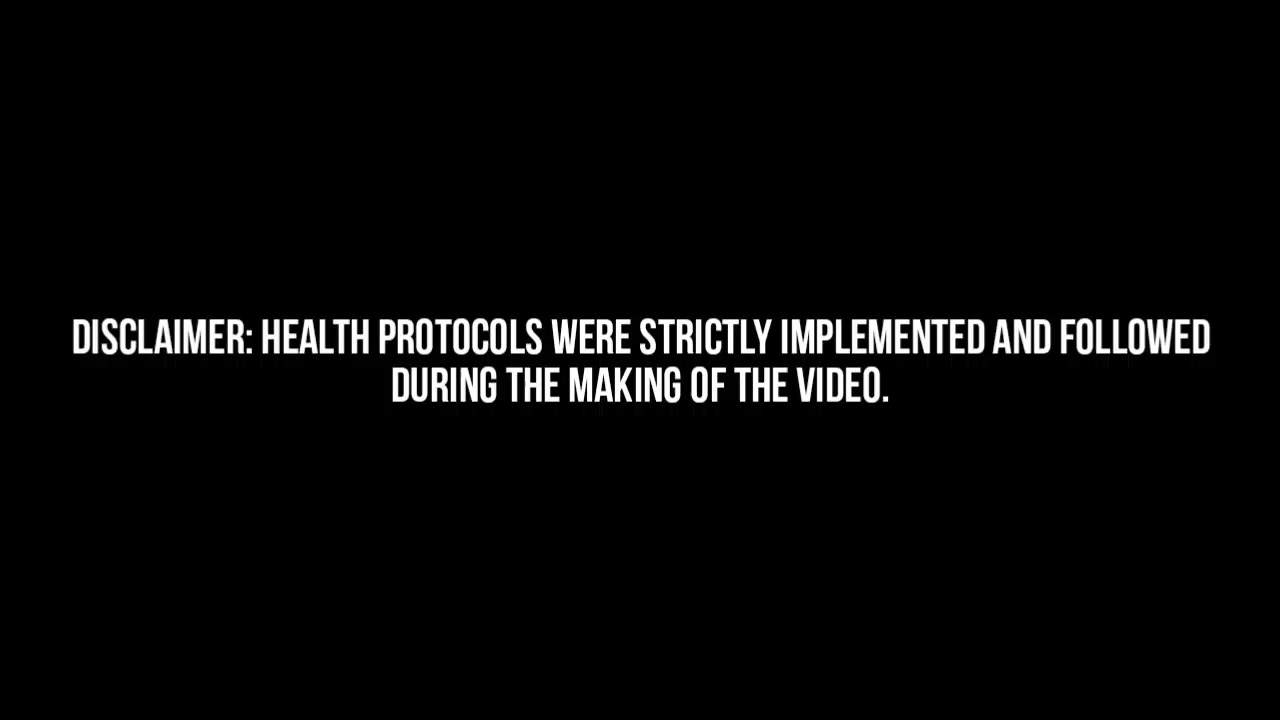 DISCLAIMER: HEALTH PROTOCOLS WERE STRICTLY IMPLEMENTED AND FOLLOWED
DURING THE MAKING OF THE VIDEO.